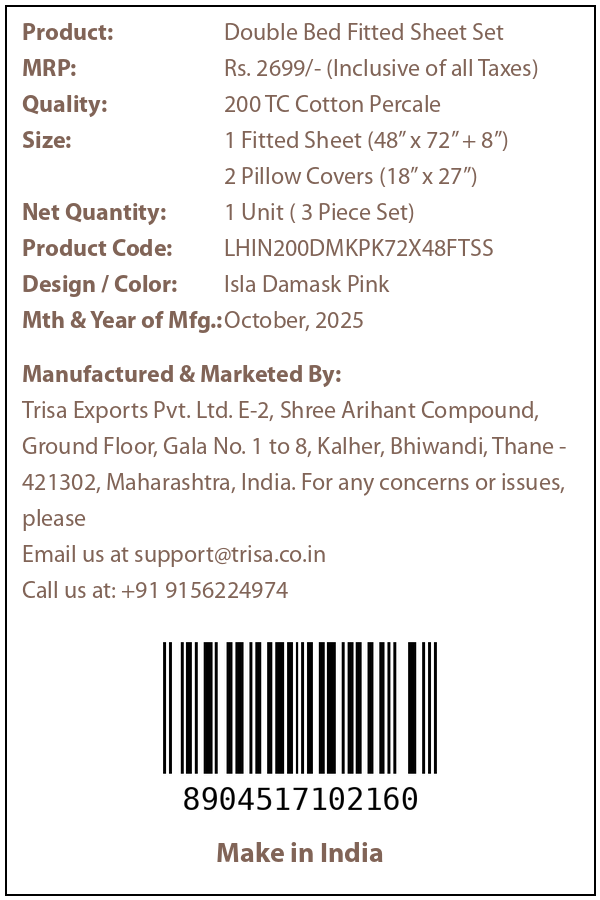 Product: Double Bed Fitted Sheet Set
MRP: Rs. 2699/- (Inclusive of all Taxes)
Quality: 200 TC Cotton Percale
Size: 1 Fitted Sheet (48” x 72” + 8”)
2 Pillow Covers (18” x 27”)
Net Quantity: 1 Unit ( 3 Piece Set)
Product Code: LHIN200DMKPK72X48FTSS
Design / Color: Isla Damask Pink
Mth & Year of Mfg.: October, 2025
Manufactured & Marketed By:
Trisa Exports Pvt. Ltd. E-2, Shree Arihant Compound,
Ground Floor, Gala No. 1 to 8, Kalher, Bhiwandi, Thane -
421302, Maharashtra, India. For any concerns or issues,
please
Email us at support@trisa.co.in
Call us at: +91 9156224974
8904517102160
Make in India